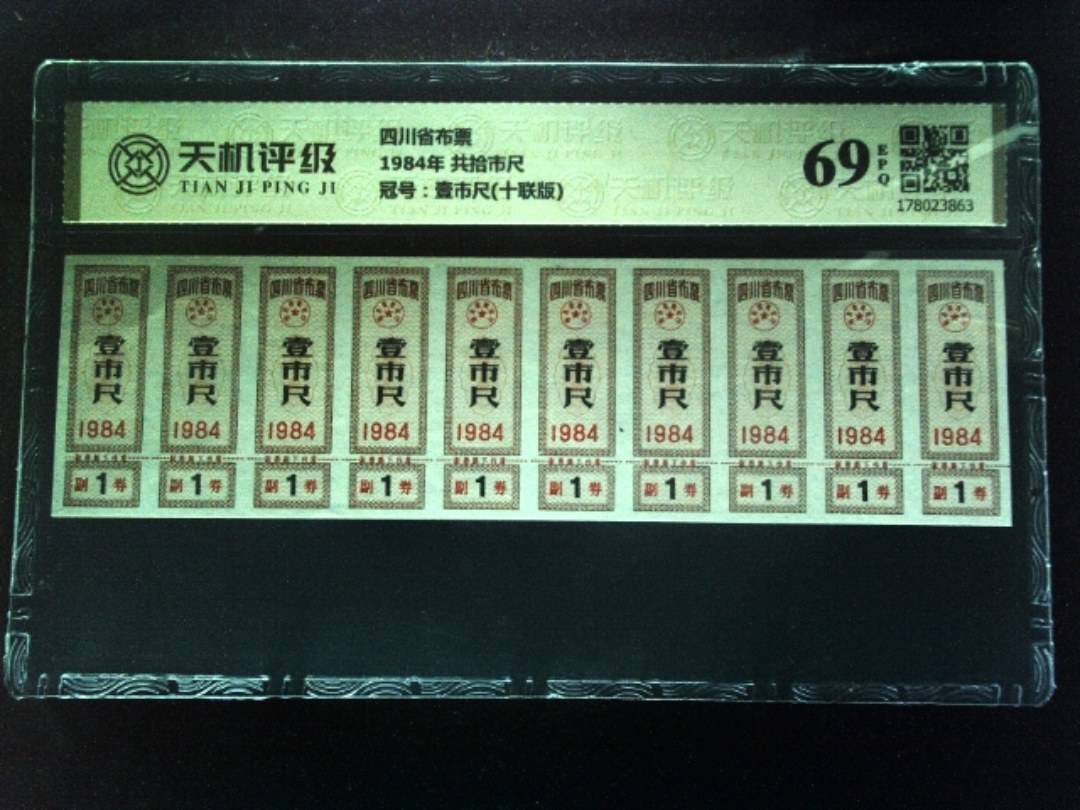 天机评级
TIAN JI PING JI
四川省布票
1984年 共拾市尺
冠号：壹市尺(十联版)
69
EPQ
178023863
四川省布票 四川省布票 四川省布票 四川省布票 四川省布票 四川省布票 四川省布票 四川省布票 四川省布票 四川省布票
壹市尺 壹市尺 壹市尺 壹市尺 壹市尺 壹市尺 壹市尺 壹市尺 壹市尺 壹市尺
1984 1984 1984 1984 1984 1984 1984 1984 1984 1984
副1券 副1券 副1券 副1券 副1券 副1券 副1券 副1券 副1券 副1券